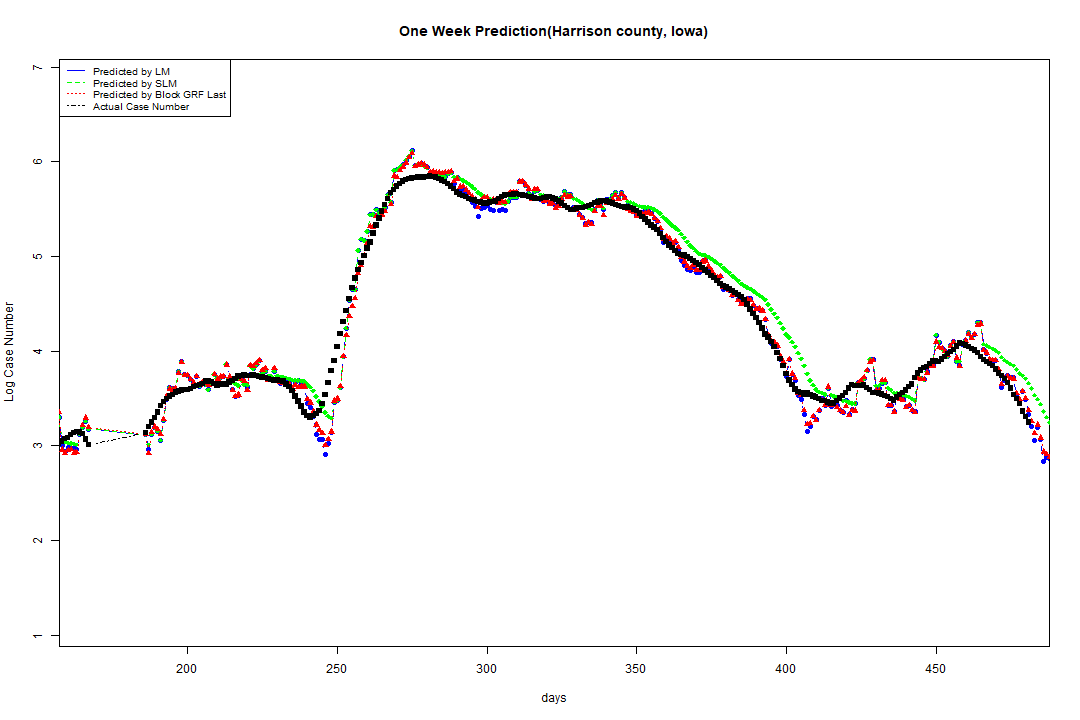 One Week Prediction(Harrison county, Iowa)
Predicted by LM
Predicted by SLM
Predicted by Block GRF Last
Actual Case Number
7
6
5
4
3
2
1
Log Case Number
200 250 300 350 400 450
days